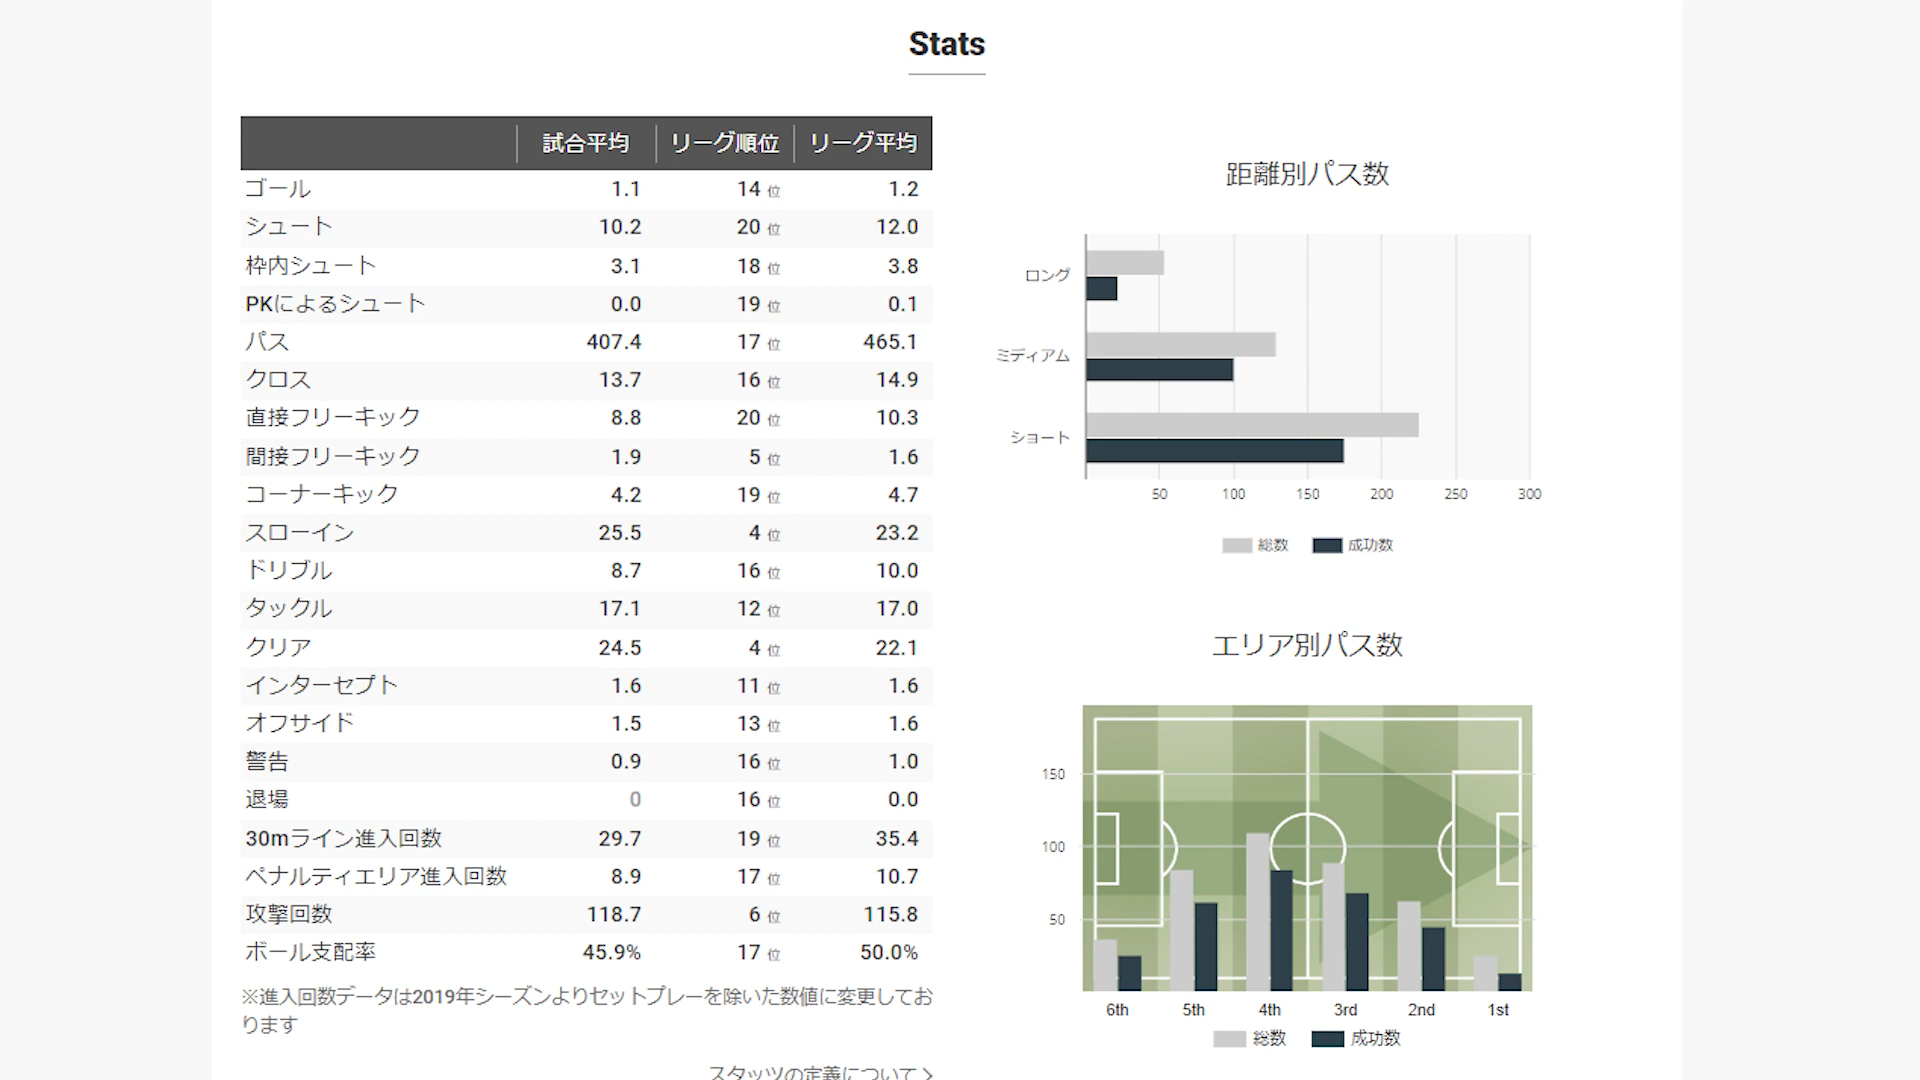 Stats
試合平均 リーグ順位 リーグ平均
ゴール 1.1 14 位 1.2
シュート 10.2 20 位 12.0
枠内シュート 3.1 18 位 3.8
PKによるシュート 0.0 19 位 0.1
パス 407.4 17 位 465.1
クロス 13.7 16 位 14.9
直接フリーキック 8.8 20 位 10.3
間接フリーキック 1.9 5 位 1.6
コーナーキック 4.2 19 位 4.7
スローイン 25.5 4 位 23.2
ドリブル 8.7 16 位 10.0
タックル 17.1 12 位 17.0
クリア 24.5 4 位 22.1
インターセプト 1.6 11 位 1.6
オフサイド 1.5 13 位 1.6
警告 0.9 16 位 1.0
退場 0 16 位 0.0
30mライン進入回数 29.7 19 位 35.4
ペナルティエリア進入回数 8.9 17 位 10.7
攻撃回数 118.7 6 位 115.8
ボール支配率 45.9% 17 位 50.0%
※進入回数データは2019年シーズンよりセットプレーを除いた数値に変更してお
ります
スタッツの定義について
距離別パス数
ロング
ミディアム
ショート
50 100 150 200 250 300
総数 成功数
エリア別パス数
150
100
50
6th 5th 4th 3rd 2nd 1st
総数 成功数